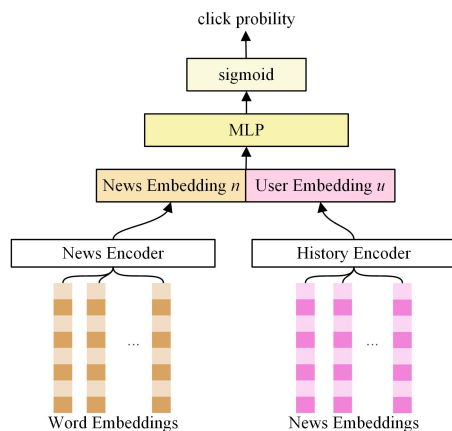 click probility
sigmoid
MLP
News Embedding n
User Embedding u
News Encoder
History Encoder
...
...
Word Embeddings
News Embeddings